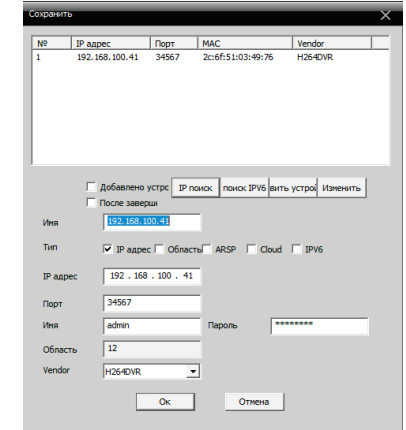 Сохранить
№ IP адрес Порт MAC Vendor
1 192.168.100.41 34567 2c:6f:51:03:49:76 H264DVR
Добавлено устрс IP поиск поиск IPV6 вить устрой Изменить
После заверши
Имя 192.168.100.41
Тип IP адрес Область ARSP Cloud IPV6
IP адрес 192 . 168 . 100 . 41
Порт 34567
Имя admin Пароль ********
Область 12
Vendor H264DVR
Ок Отмена